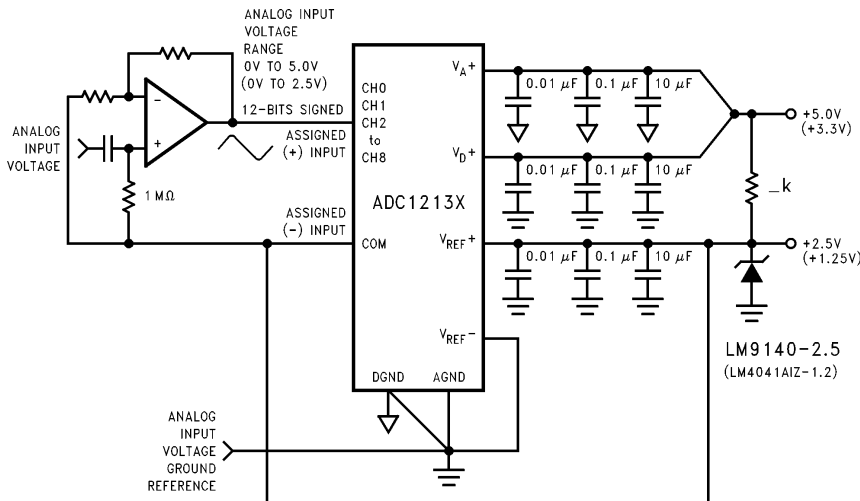 ANALOG INPUT
VOLTAGE
RANGE
0V TO 5.0V
(0V TO 2.5V)
12-BITS SIGNED
ASSIGNED
(+) INPUT
ASSIGNED
(-) INPUT
ANALOG
INPUT
VOLTAGE
-
+
1 MΩ
CH0
CH1
CH2
to
CH8
ADC1213X
COM
DGND
AGND
VA+
VD+
VREF+
VREF-
0.01 μF
0.1 μF
10 μF
0.01 μF
0.1 μF
10 μF
0.01 μF
0.1 μF
10 μF
+5.0V
(+3.3V)
_k
+2.5V
(+1.25V)
LM9140-2.5
(LM4041AIZ-1.2)
ANALOG
INPUT
VOLTAGE
GROUND
REFERENCE